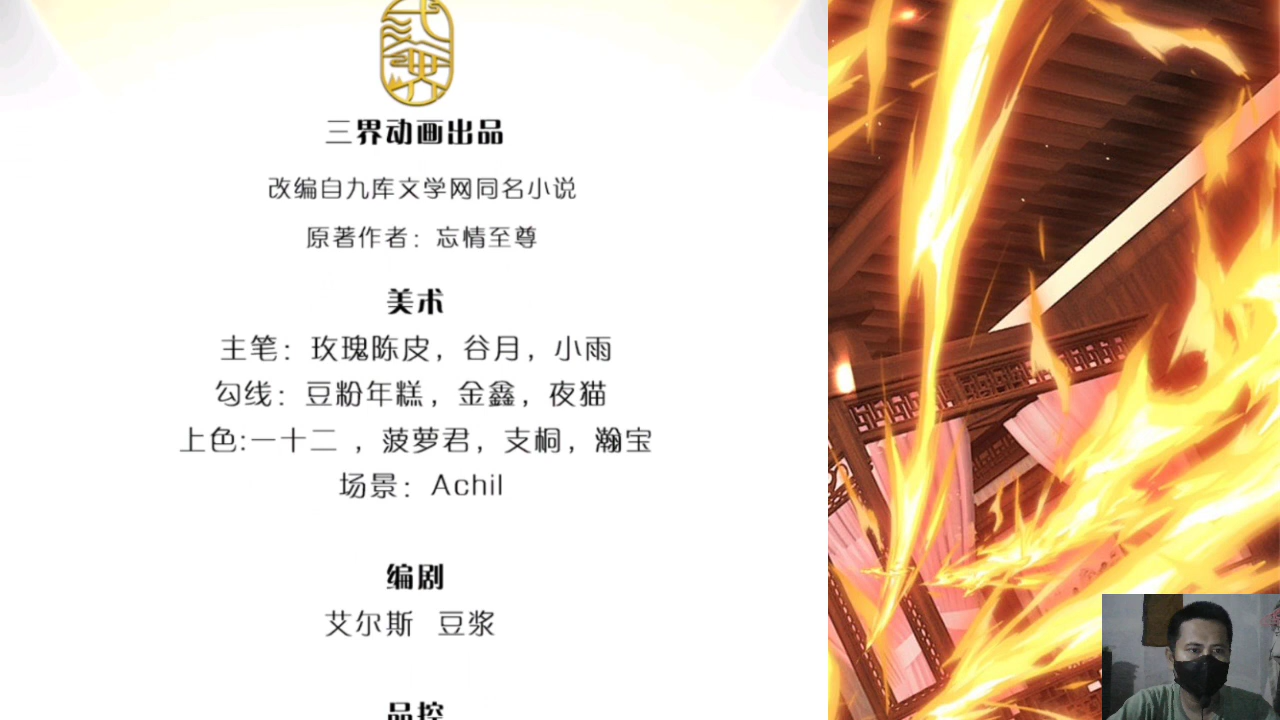 三界动画出品
改编自九库文学网同名小说
原著作者：忘情至尊
美术
主笔：玫瑰陈皮，谷月，小雨
勾线：豆粉年糕，金鑫，夜猫
上色:一十二 ，菠萝君，支桐，瀚宝
场景：Achil
编剧
艾尔斯 豆浆
品控